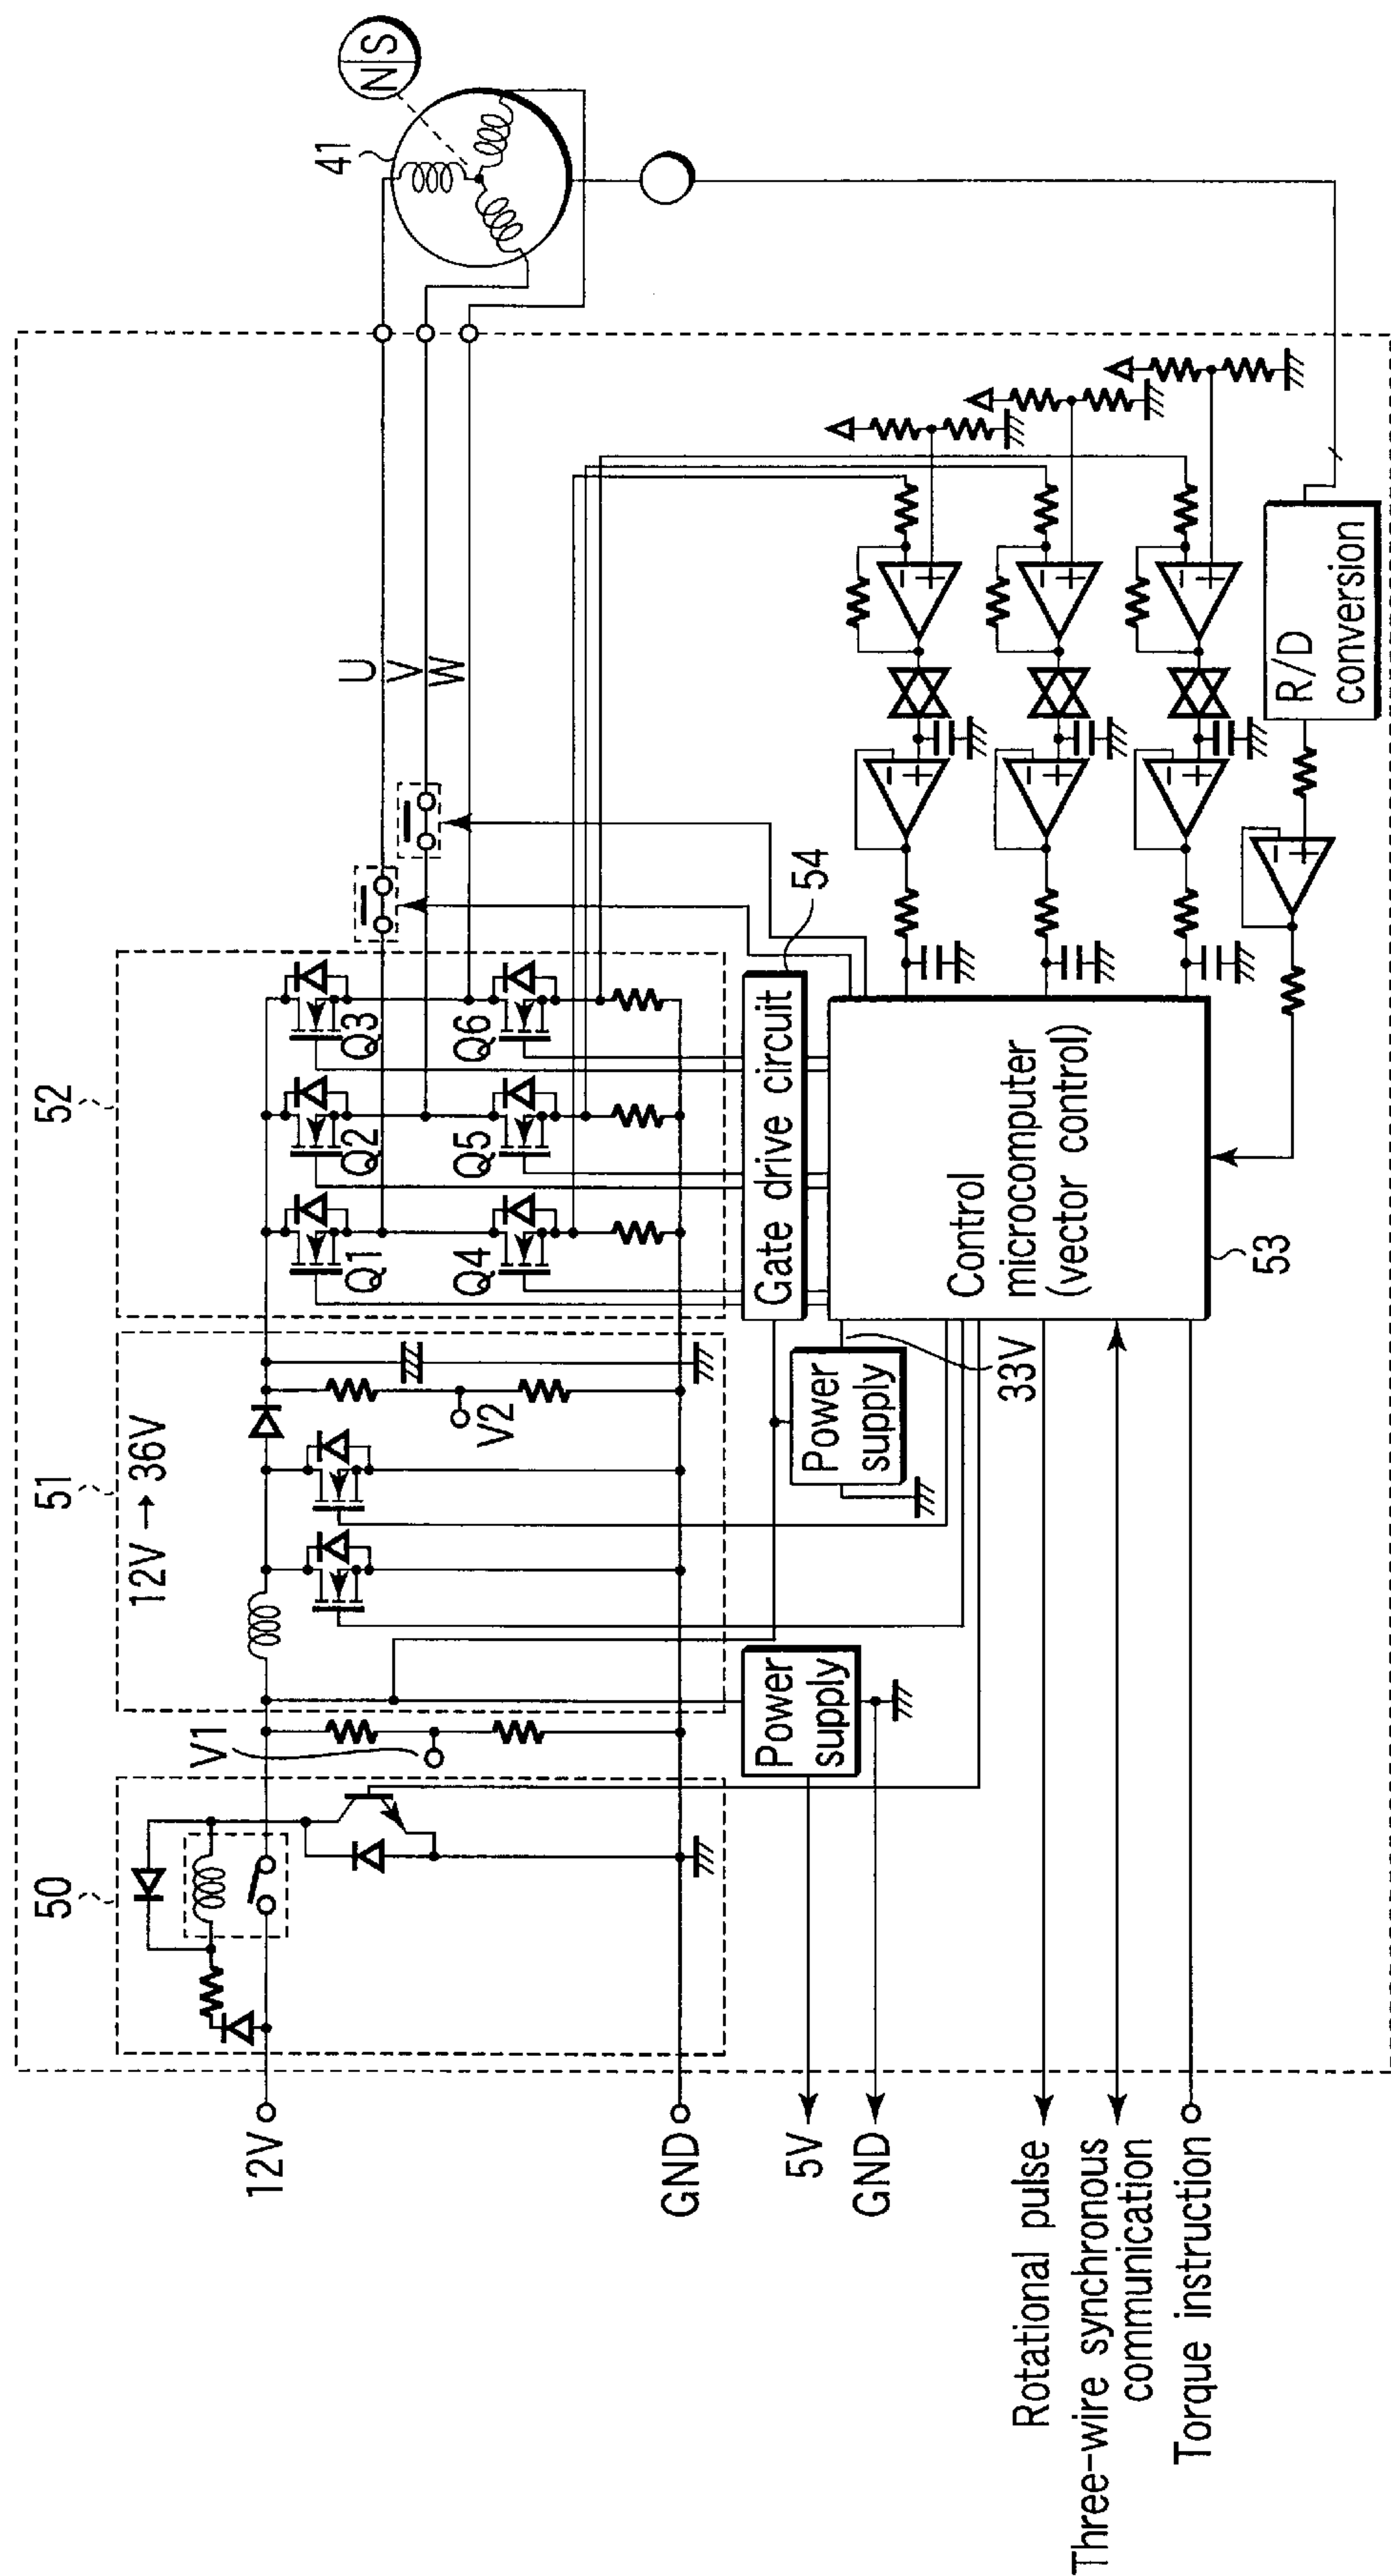 50
51
52
12V → 36V
41
N S
12V
V1
V2
Q1
Q2
Q3
Q4
Q5
Q6
U
V
W
GND
Power
supply
Power
supply
33V
Gate drive circuit
54
5V
GND
Control
microcomputer
(vector control)
53
- +
- +
- +
- +
- +
- +
- +
R/D
conversion
Rotational pulse
Three-wire synchronous
communication
Torque instruction